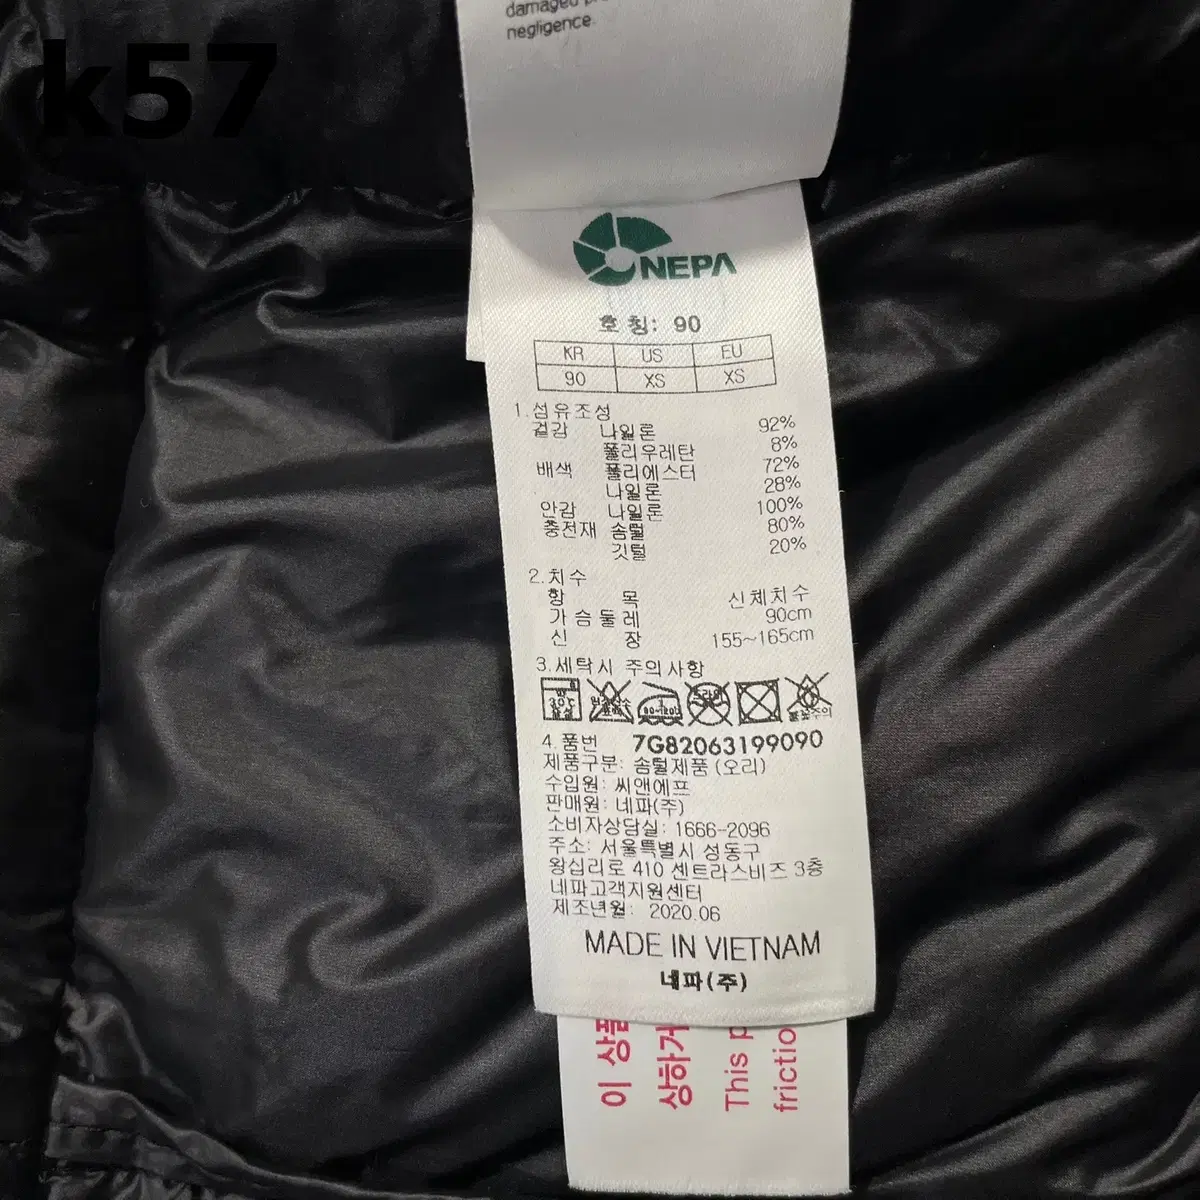 k57
damaged
negligence.
NEPA
호칭: 90
KR US EU
90 XS XS
1.섬유조성
겉감 나일론 92%
폴리우레탄 8%
배색 폴리에스터 72%
나일론 28%
안감 나일론 100%
충전재 솜털 80%
깃털 20%
2.치수
항 목 신체치수
가슴둘레 90cm
신 장 155~165cm
3.세탁시 주의사항
30℃
80~120℃
드라이
4.품번 7G82063199090
제품구분: 솜털제품 (오리)
수입원: 씨앤에프
판매원: 네파(주)
소비자상담실: 1666-2096
주소: 서울특별시 성동구
왕십리로 410 센트라스비즈 3층
네파고객지원센터
제조년월: 2020.06
MADE IN VIETNAM
네파(주)
이 상
상하거
This p
frictio